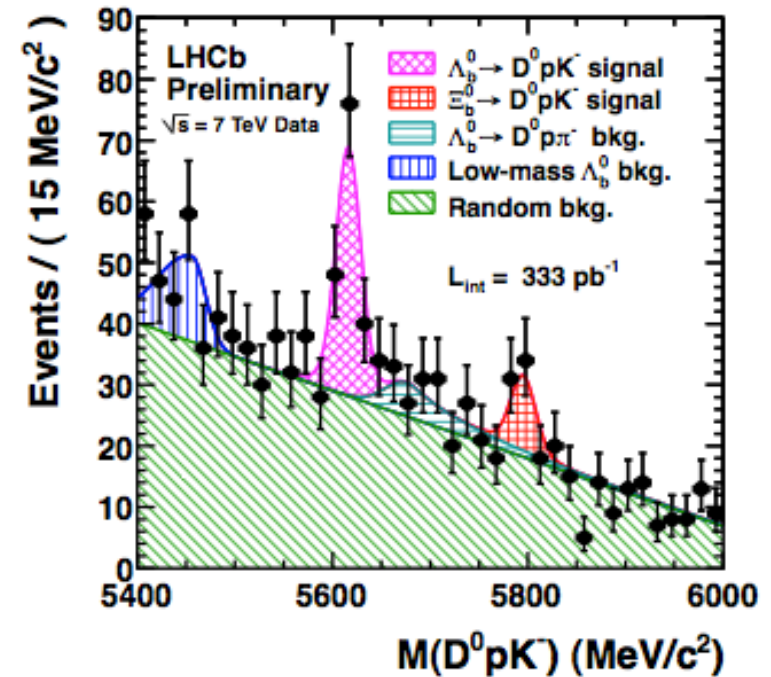 90
80
70
60
50
40
30
20
10
0
Events / ( 15 MeV/c²)
LHCb
Preliminary
√s = 7 TeV Data
Λb⁰→ D⁰pK⁻ signal
Ξb⁰→ D⁰pK⁻ signal
Λb⁰→ D⁰pπ⁻ bkg.
Low-mass Λb⁰ bkg.
Random bkg.
Lint = 333 pb⁻¹
5400 5600 5800 6000
M(D⁰pK⁻) (MeV/c²)